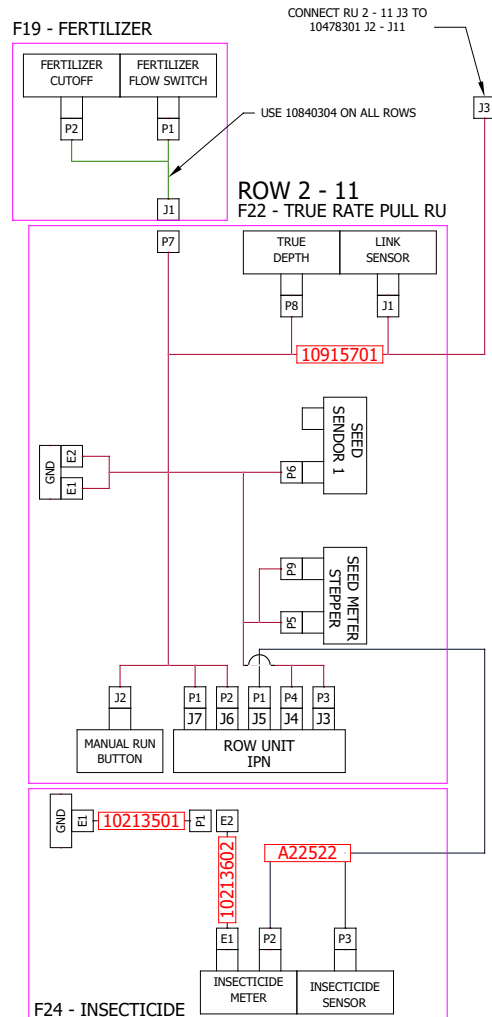 CONNECT RU 2 - 11 J3 TO
10478301 J2 - J11
F19 - FERTILIZER
FERTILIZER
CUTOFF
FERTILIZER
FLOW SWITCH
J3
P2
P1
USE 10840304 ON ALL ROWS
J1
ROW 2 - 11
F22 - TRUE RATE PULL RU
P7
TRUE
DEPTH
LINK
SENSOR
P8
J1
10915701
SEED
SENDOR 1
GND
E2
E1
P6
SEED METER
STEPPER
P9
P5
J2
P1
P2
P1
P4
P3
J7
J6
J5
J4
J3
MANUAL RUN
BUTTON
ROW UNIT
IPN
GND
E1
10213501
P1
E2
10213602
A22522
E1
P2
P3
INSECTICIDE
METER
INSECTICIDE
SENSOR
F24 - INSECTICIDE